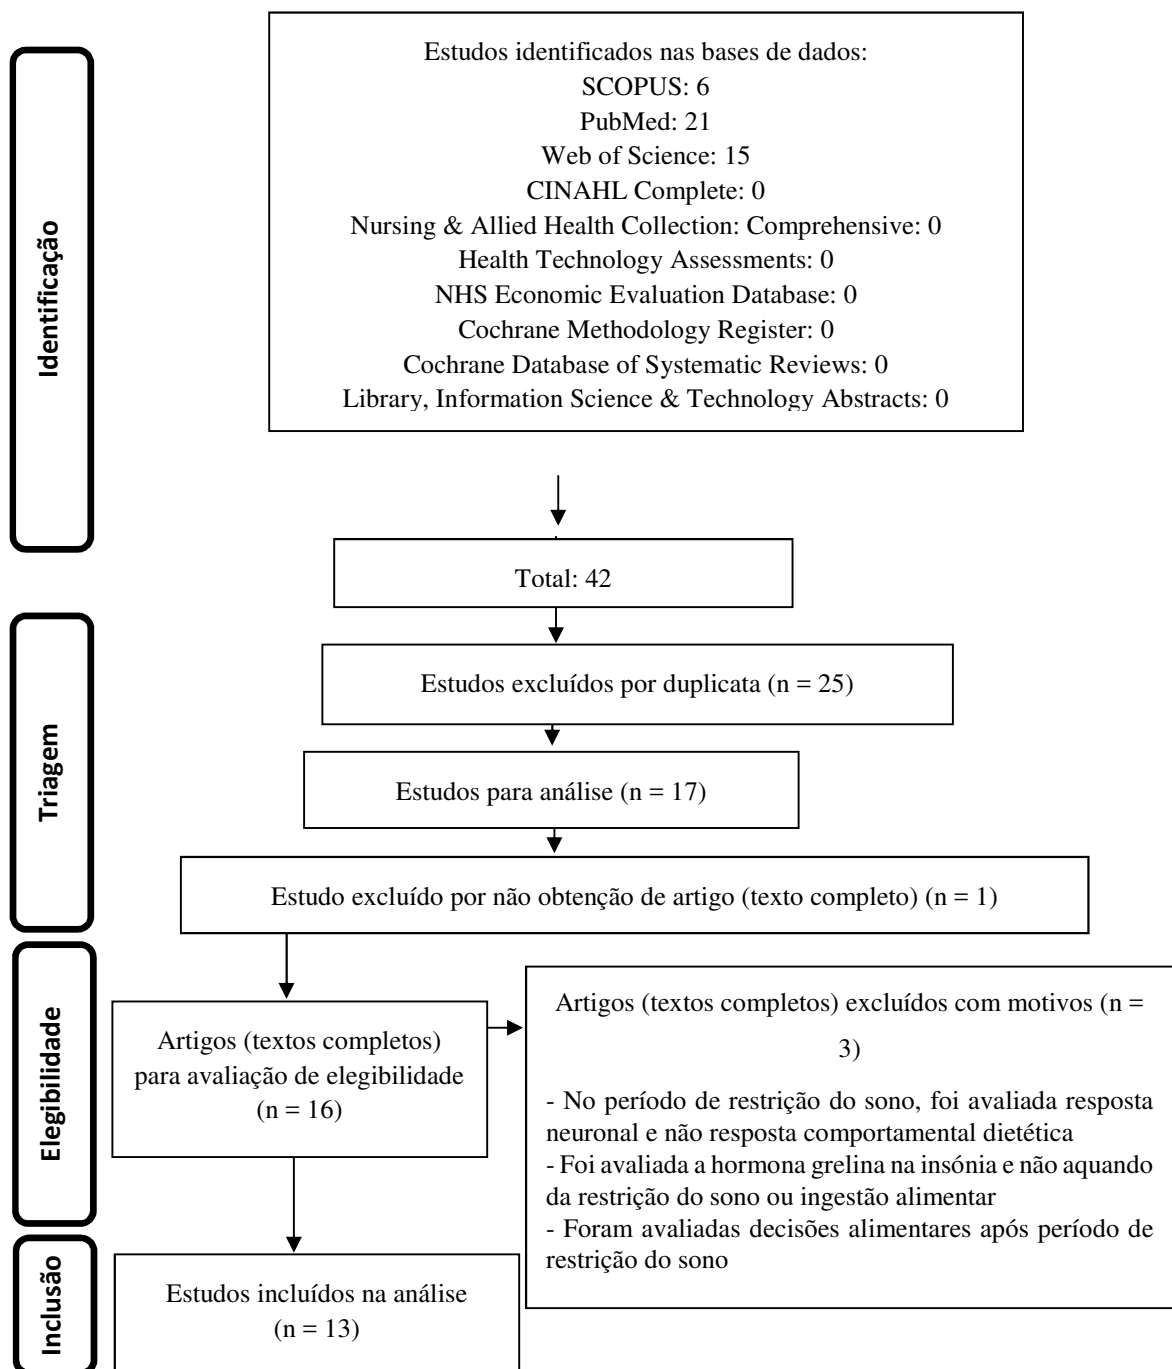 Identificação
Estudos identificados nas bases de dados:
SCOPUS: 6
PubMed: 21
Web of Science: 15
CINAHL Complete: 0
Nursing & Allied Health Collection: Comprehensive: 0
Health Technology Assessments: 0
NHS Economic Evaluation Database: 0
Cochrane Methodology Register: 0
Cochrane Database of Systematic Reviews: 0
Library, Information Science & Technology Abstracts: 0
Total: 42
Triagem
Estudos excluídos por duplicata (n = 25)
Estudos para análise (n = 17)
Estudo excluído por não obtenção de artigo (texto completo) (n = 1)
Elegibilidade
Artigos (textos completos)
para avaliação de elegibilidade
(n = 16)
Artigos (textos completos) excluídos com motivos (n =
3)
- No período de restrição do sono, foi avaliada resposta
neuronal e não resposta comportamental dietética
- Foi avaliada a hormona grelina na insónia e não aquando
da restrição do sono ou ingestão alimentar
- Foram avaliadas decisões alimentares após período de
restrição do sono
Inclusão
Estudos incluídos na análise
(n = 13)